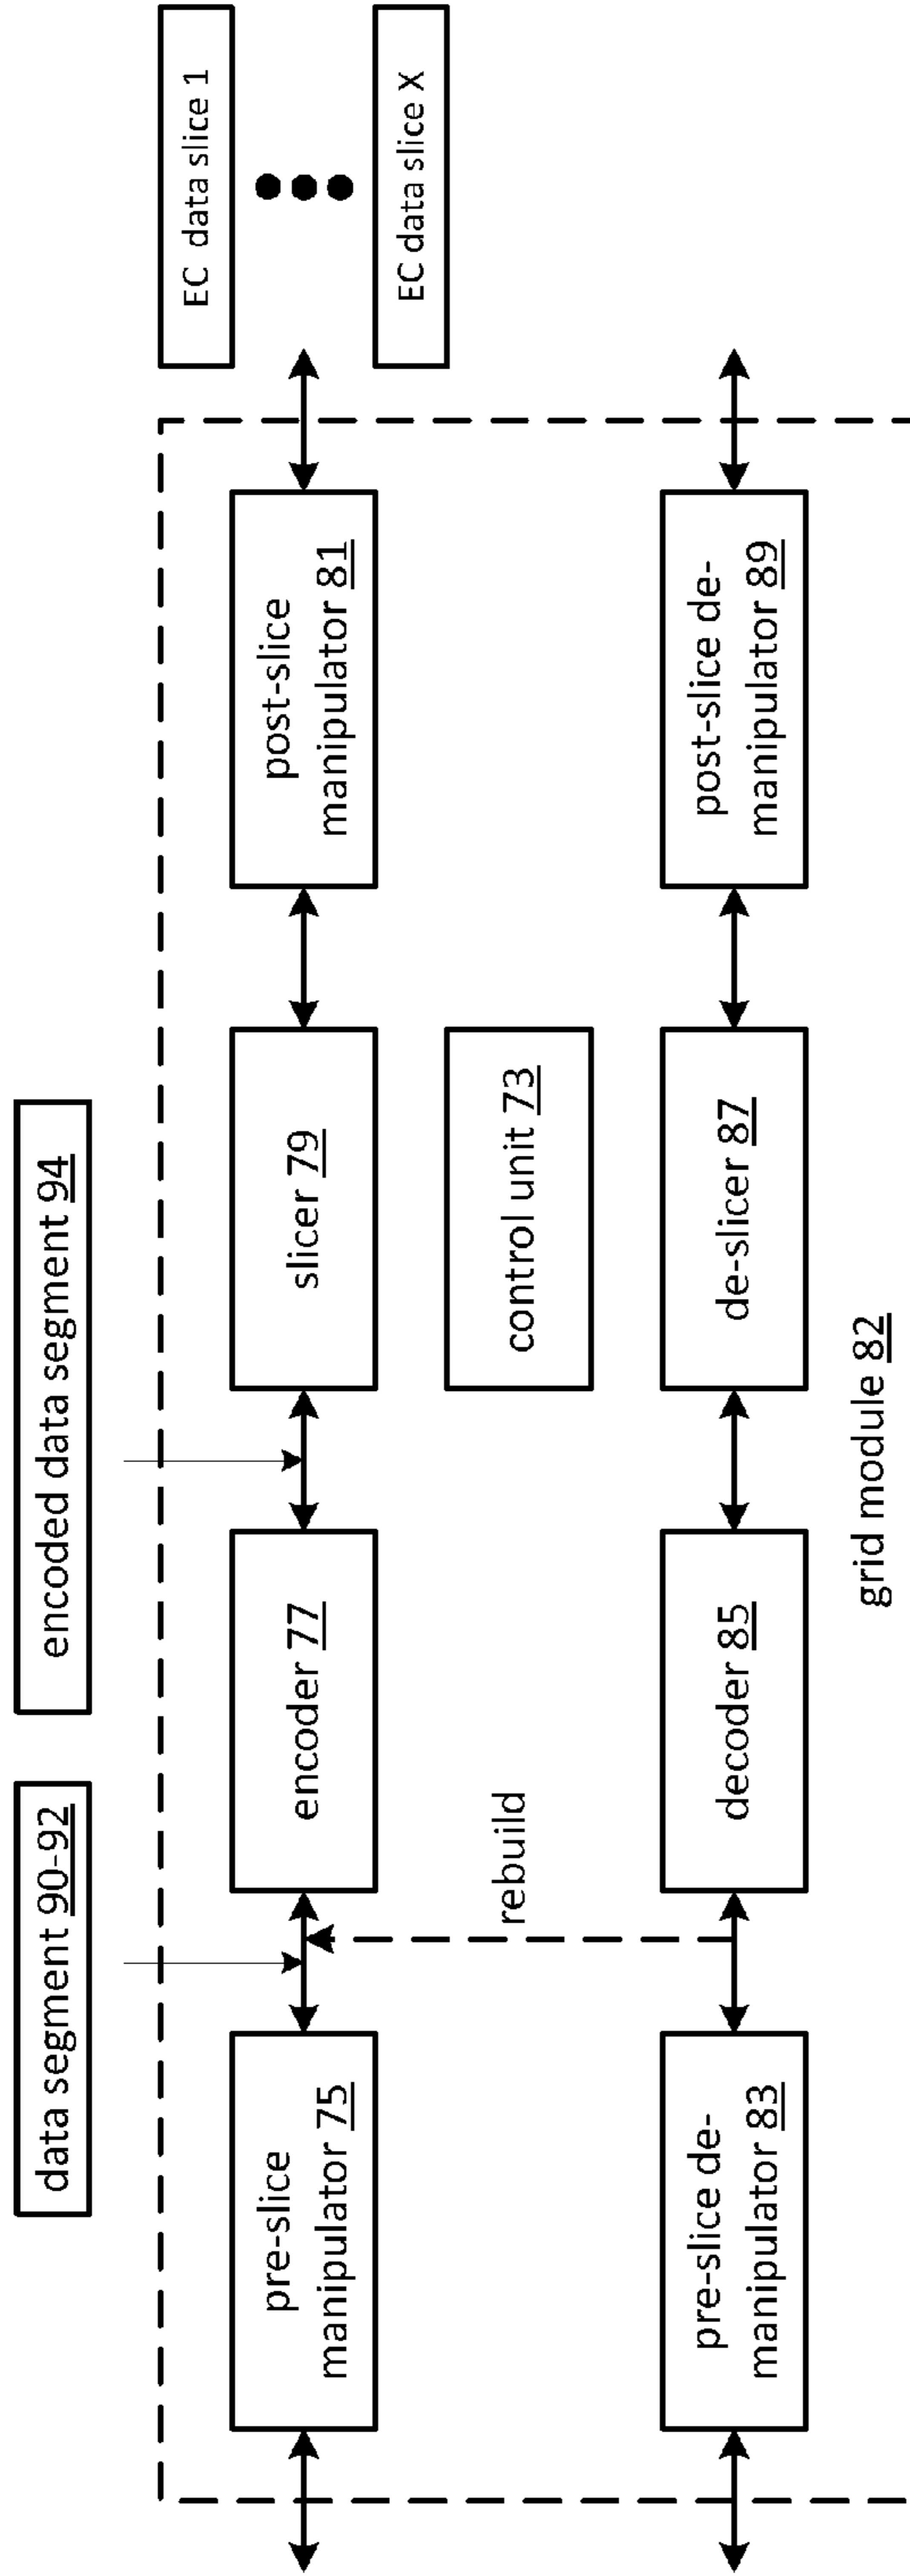 data segment 90-92
encoded data segment 94
EC data slice 1
EC data slice X
pre-slice
manipulator 75
encoder 77
slicer 79
post-slice
manipulator 81
rebuild
control unit 73
pre-slice de-
manipulator 83
decoder 85
de-slicer 87
post-slice de-
manipulator 89
grid module 82